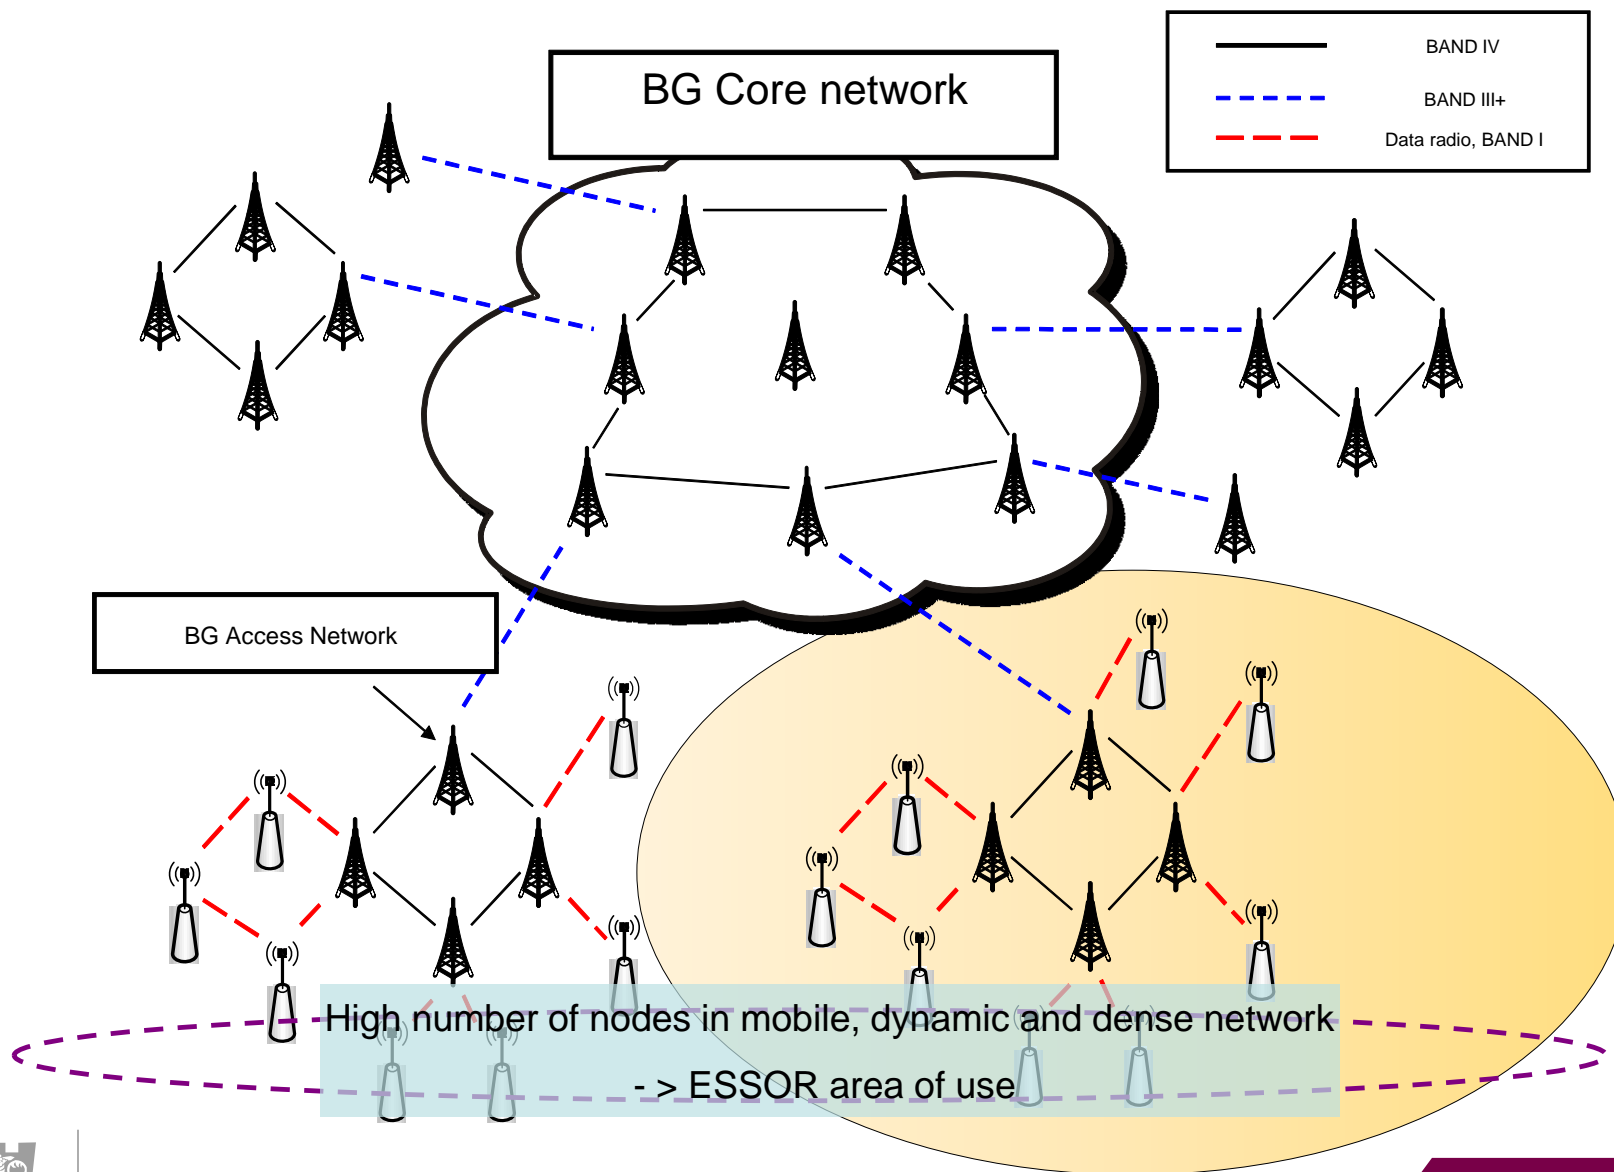 BG Core network
BAND IV
BAND III+
Data radio, BAND I
BG Access Network
High number of nodes in mobile, dynamic and dense network
- > ESSOR area of use